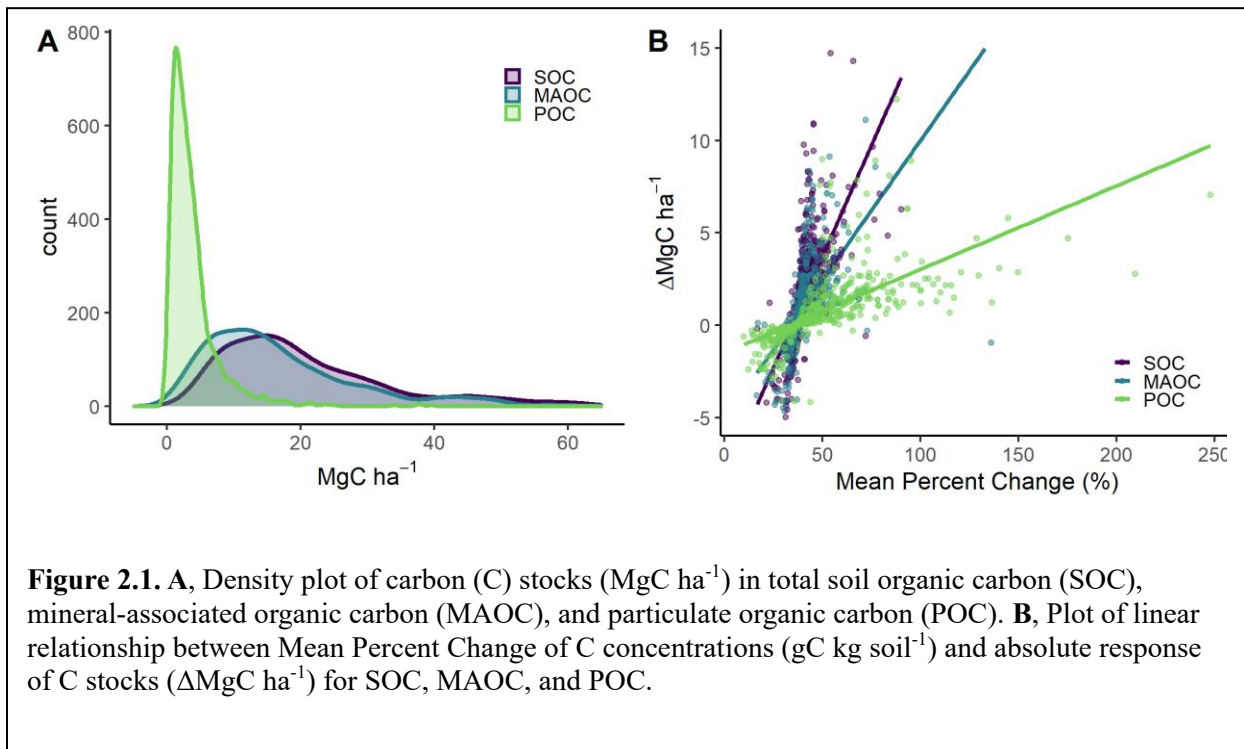 A
800
600
400
200
0
count
0 20 40 60
MgC ha⁻¹
SOC
MAOC
POC
B
15
10
5
0
-5
ΔMgC ha⁻¹
0 50 100 150 200 250
Mean Percent Change (%)
SOC
MAOC
POC
Figure 2.1. A, Density plot of carbon (C) stocks (MgC ha⁻¹) in total soil organic carbon (SOC),
mineral-associated organic carbon (MAOC), and particulate organic carbon (POC). B, Plot of linear
relationship between Mean Percent Change of C concentrations (gC kg soil⁻¹) and absolute response
of C stocks (ΔMgC ha⁻¹) for SOC, MAOC, and POC.